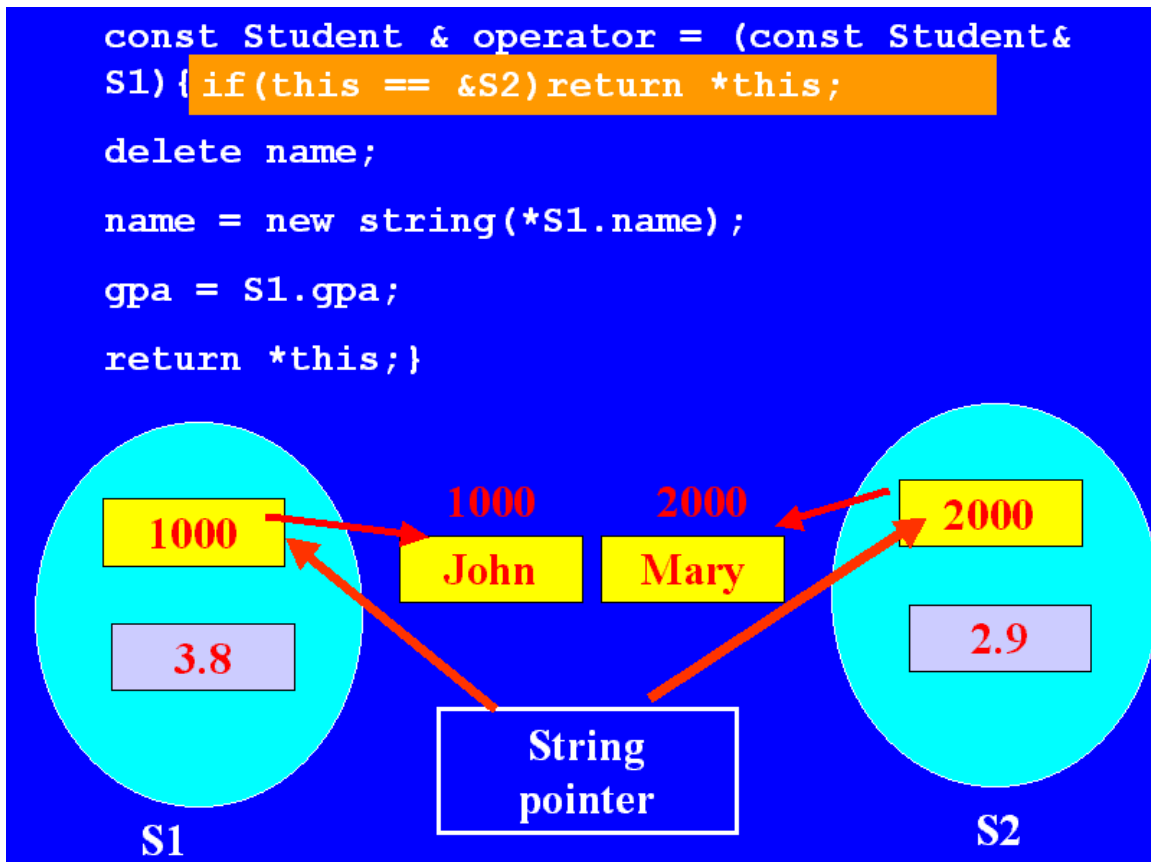 const Student & operator = (const Student&
S1){ if(this == &S2)return *this;
delete name;
name = new string(*S1.name);
gpa = S1.gpa;
return *this;}
1000
3.8
S1
1000
John
2000
Mary
2000
2.9
S2
String
pointer